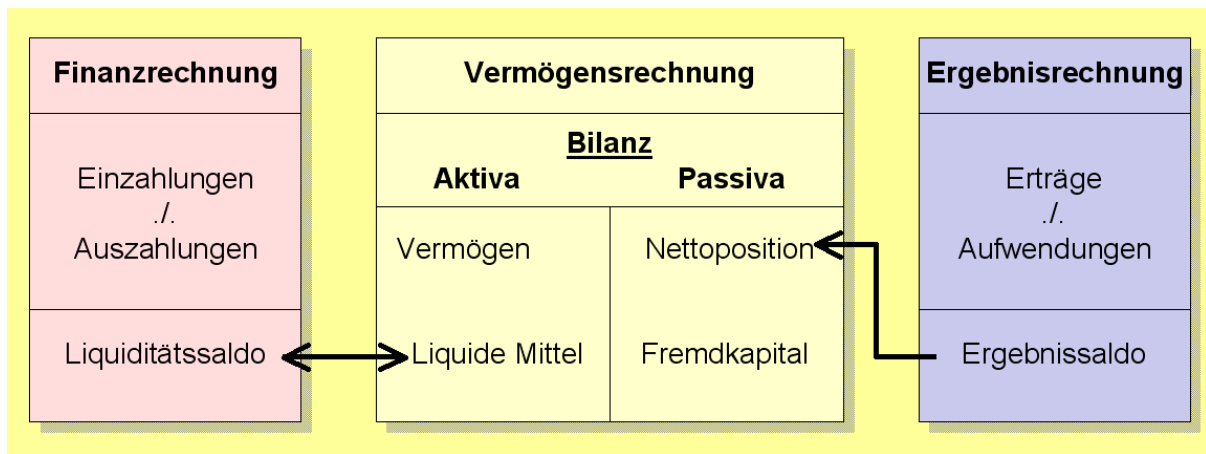 Finanzrechnung
Einzahlungen
./.
Auszahlungen
Liquiditätssaldo
Vermögensrechnung
Bilanz
Aktiva Passiva
Vermögen Nettoposition
Liquide Mittel Fremdkapital
Ergebnisrechnung
Erträge
./.
Aufwendungen
Ergebnissaldo